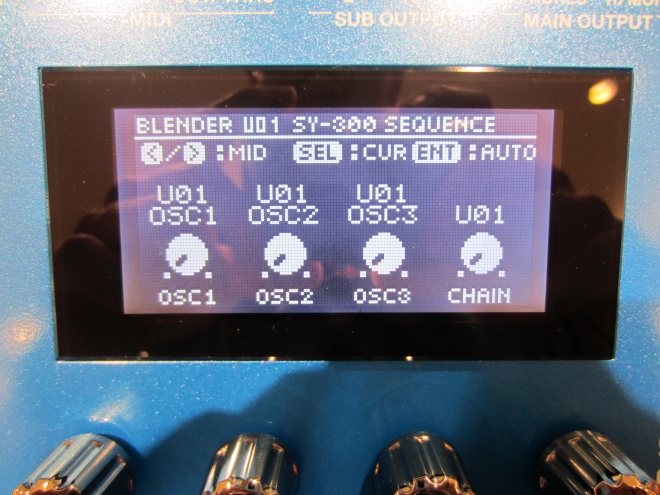 MIDI
SUB OUTPUT
MAIN OUTPUT
BLENDER U01 SY-300 SEQUENCE
</>:MID SEL:CUR ENT:AUTO
U01 U01 U01
OSC1 OSC2 OSC3 U01
OSC1 OSC2 OSC3 CHAIN